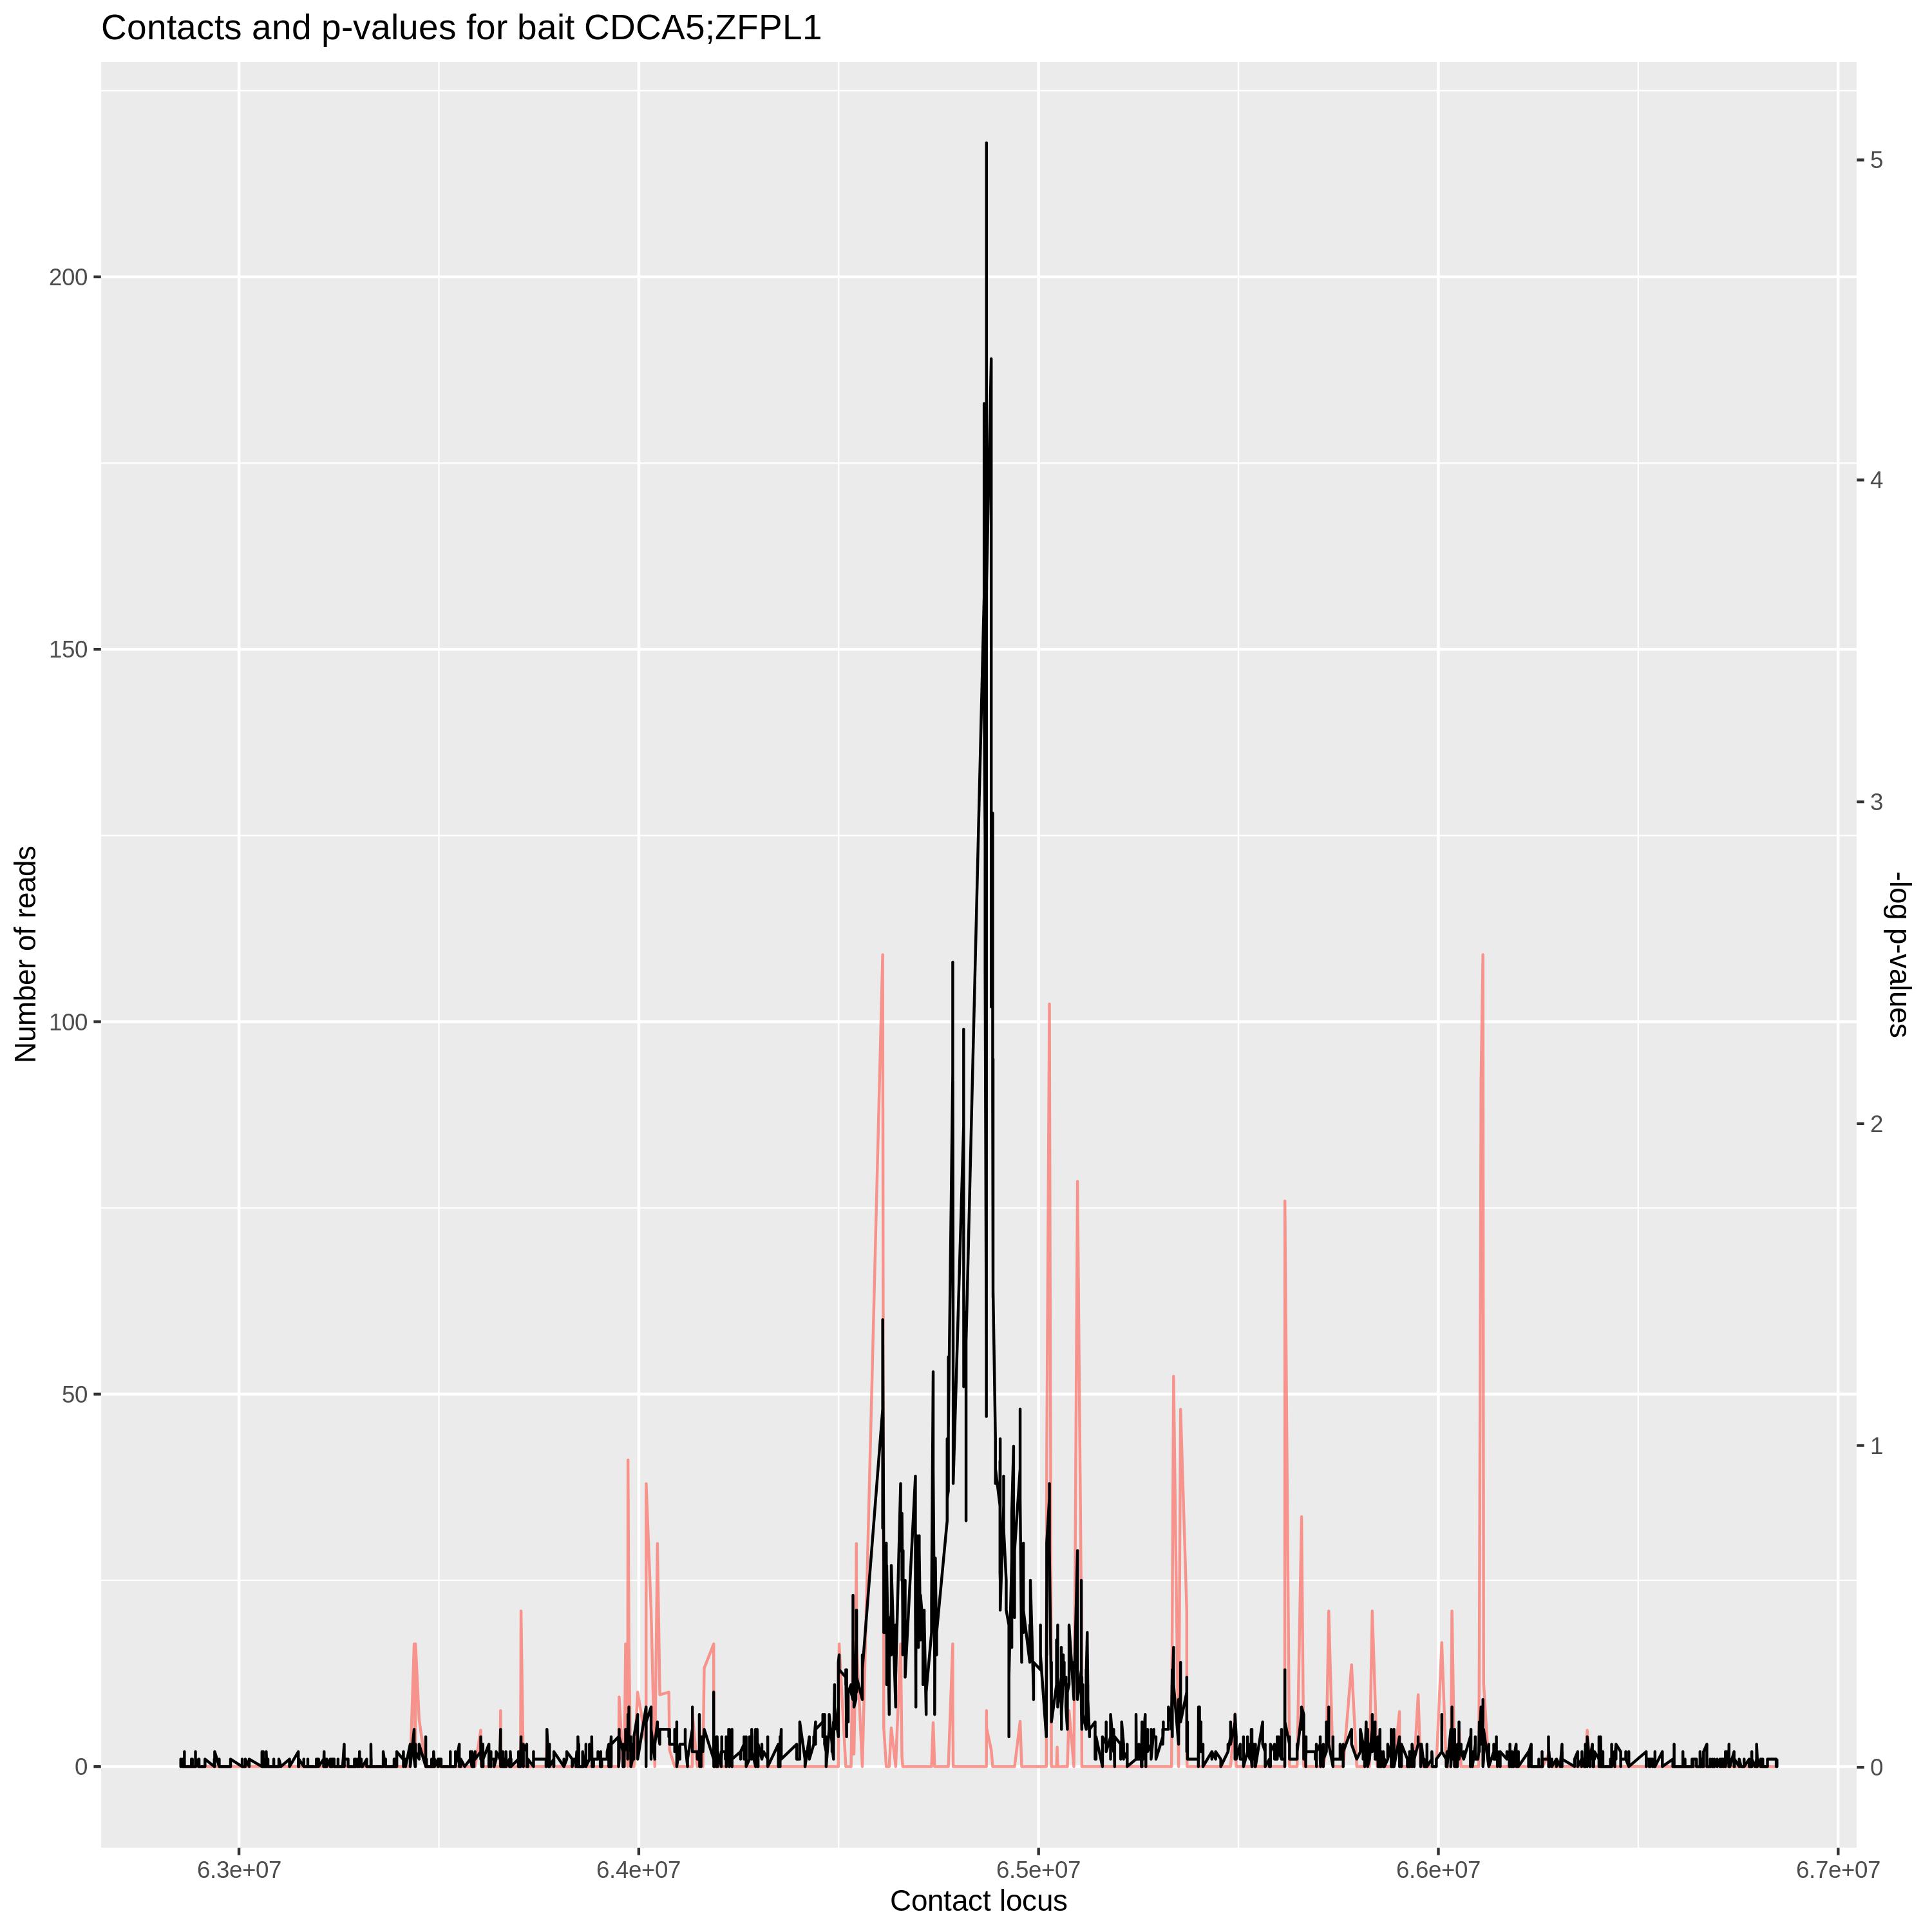 Contacts and p-values for bait CDCA5;ZFPL1
Number of reads
200
150
100
50
0
5
4
3
2
1
0
-log p-values
6.3e+07 6.4e+07 6.5e+07 6.6e+07 6.7e+07
Contact locus